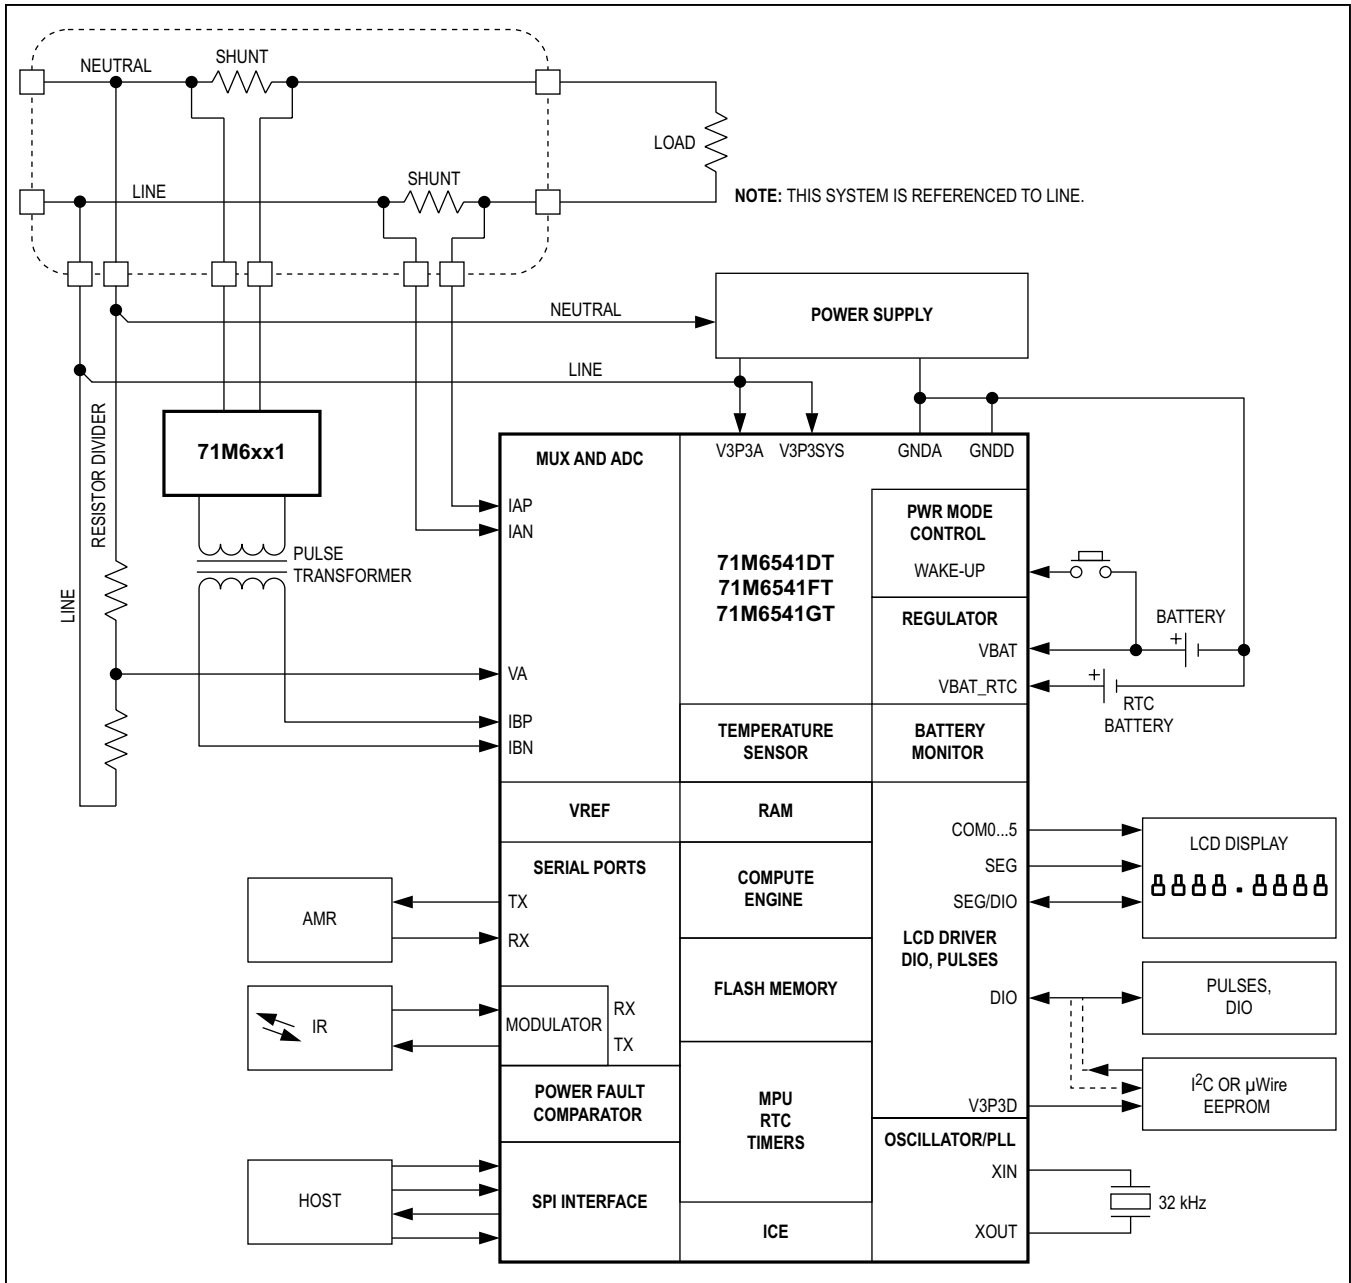 SHUNT
NEUTRAL
LOAD
SHUNT
LINE
NOTE: THIS SYSTEM IS REFERENCED TO LINE.
NEUTRAL
POWER SUPPLY
LINE
RESISTOR DIVIDER
LINE
71M6xx1
PULSE
TRANSFORMER
MUX AND ADC
IAP
IAN
VA
IBP
IBN
V3P3A
V3P3SYS
GNDA
GNDD
71M6541DT
71M6541FT
71M6541GT
PWR MODE
CONTROL
WAKE-UP
REGULATOR
VBAT
VBAT_RTC
BATTERY
+
+
RTC
BATTERY
TEMPERATURE
SENSOR
BATTERY
MONITOR
VREF
RAM
SERIAL PORTS
TX
RX
AMR
COMPUTE
ENGINE
COM0...5
SEG
SEG/DIO
LCD DRIVER
DIO, PULSES
LCD DISPLAY
8888.8888
FLASH MEMORY
DIO
PULSES,
DIO
IR
MODULATOR
RX
TX
I2C OR µWire
EEPROM
V3P3D
POWER FAULT
COMPARATOR
MPU
RTC
TIMERS
OSCILLATOR/PLL
XIN
XOUT
32 kHz
HOST
SPI INTERFACE
ICE